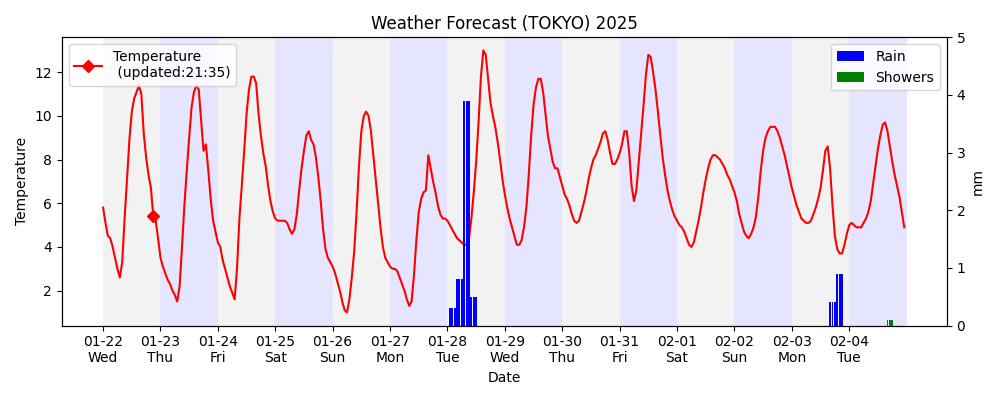 Weather Forecast (TOKYO) 2025
Temperature
(updated:21:35)
Rain
Showers
Temperature
12
10
8
6
4
2
5
4
3
2
1
0
mm
01-22 01-23 01-24 01-25 01-26 01-27 01-28 01-29 01-30 01-31 02-01 02-02 02-03 02-04
Wed Thu Fri Sat Sun Mon Tue Wed Thu Fri Sat Sun Mon Tue
Date